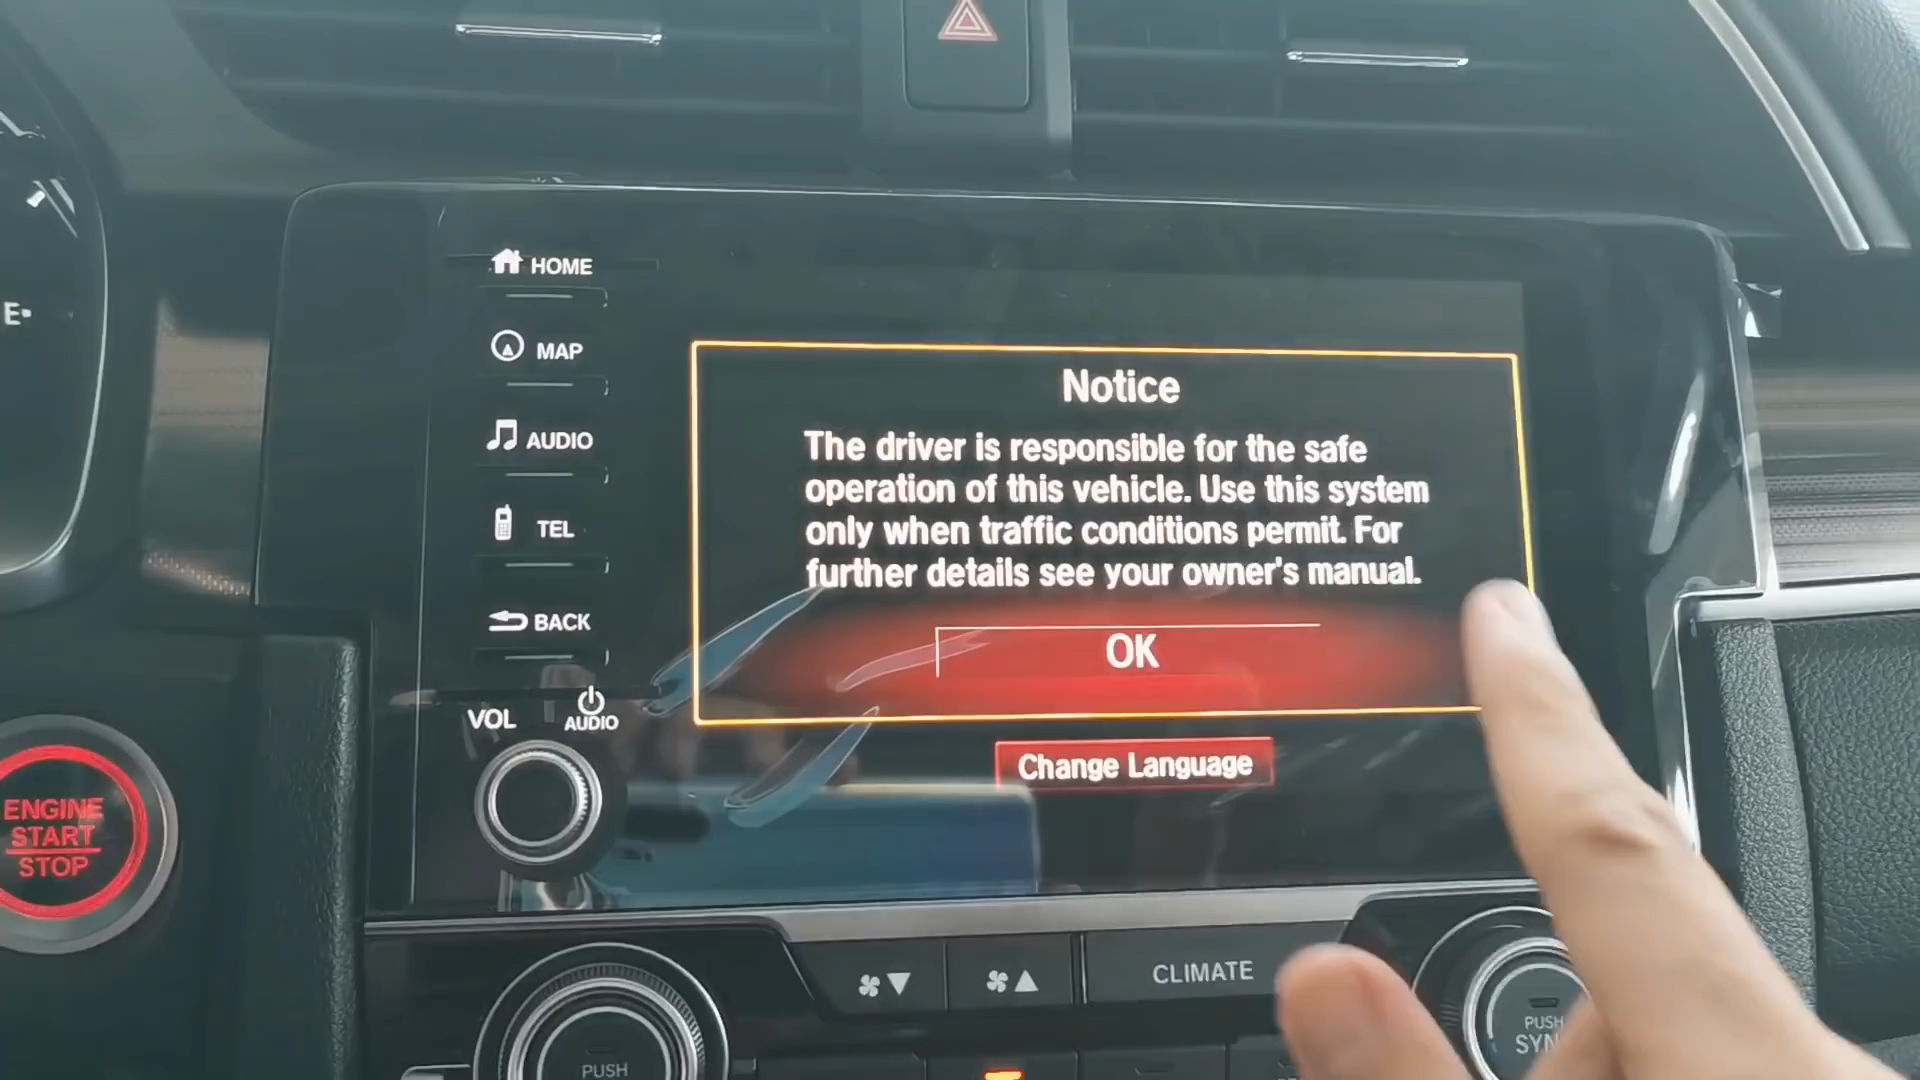 E
HOME
MAP
AUDIO
TEL
BACK
VOL
AUDIO
Notice
The driver is responsible for the safe
operation of this vehicle. Use this system
only when traffic conditions permit. For
further details see your owner's manual.
OK
Change Language
ENGINE
START
STOP
CLIMATE
PUSH
PUSH